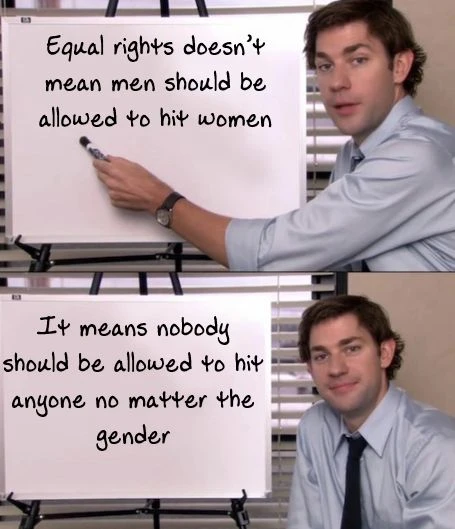 Equal rights doesn't
mean men should be
allowed to hit women
It means nobody
should be allowed to hit
anyone no matter the
gender